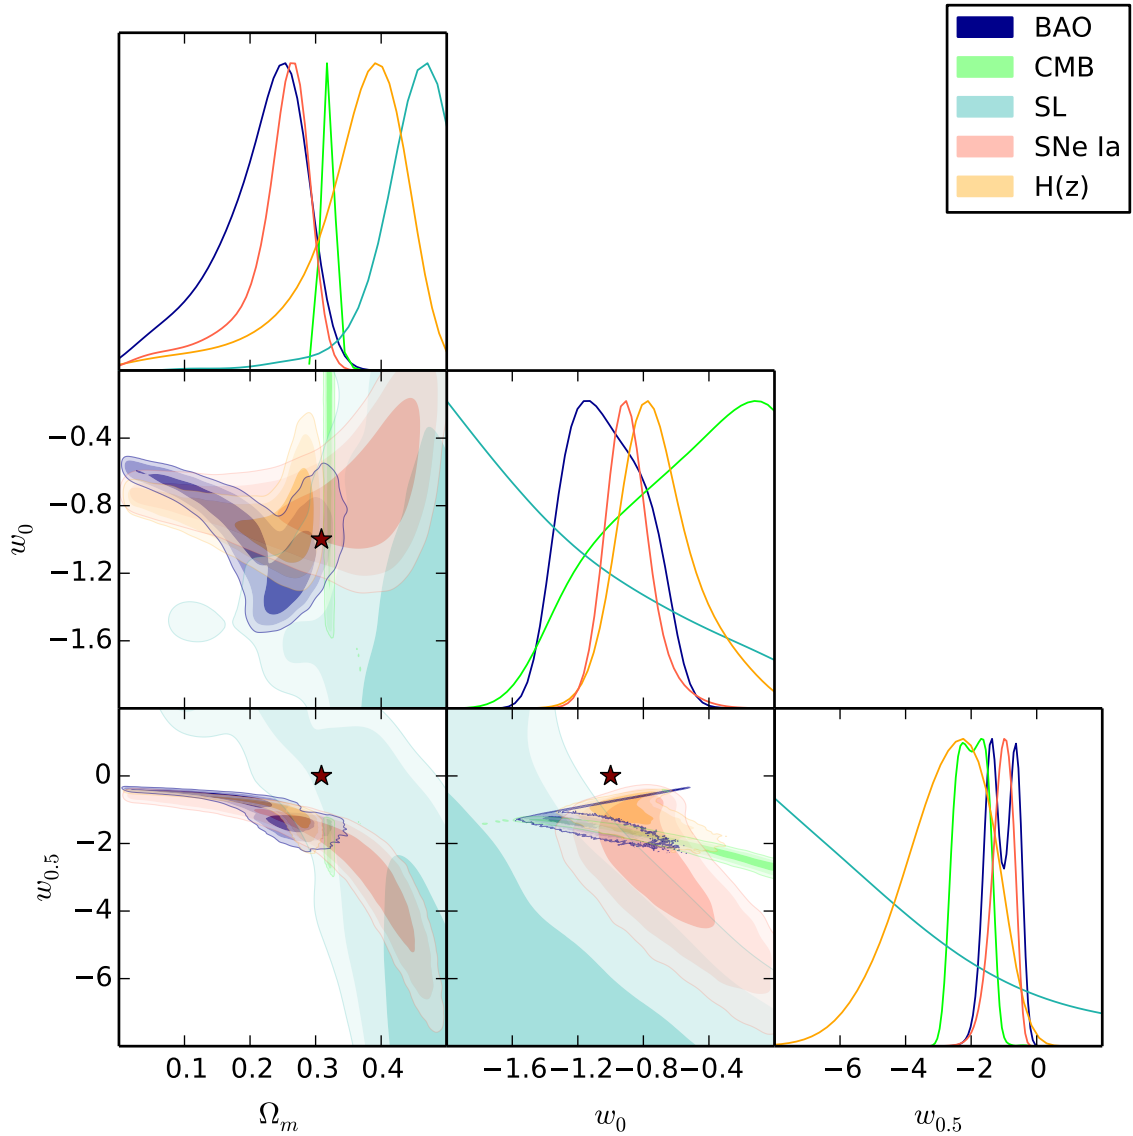 BAO
CMB
SL
SNe Ia
H(z)
−0.4
−0.8
−1.2
−1.6
w₀
0
−2
−4
−6
w₀.₅
0.1 0.2 0.3 0.4 −1.6 −1.2 −0.8 −0.4 −6 −4 −2 0
Ωₘ w₀ w₀.₅